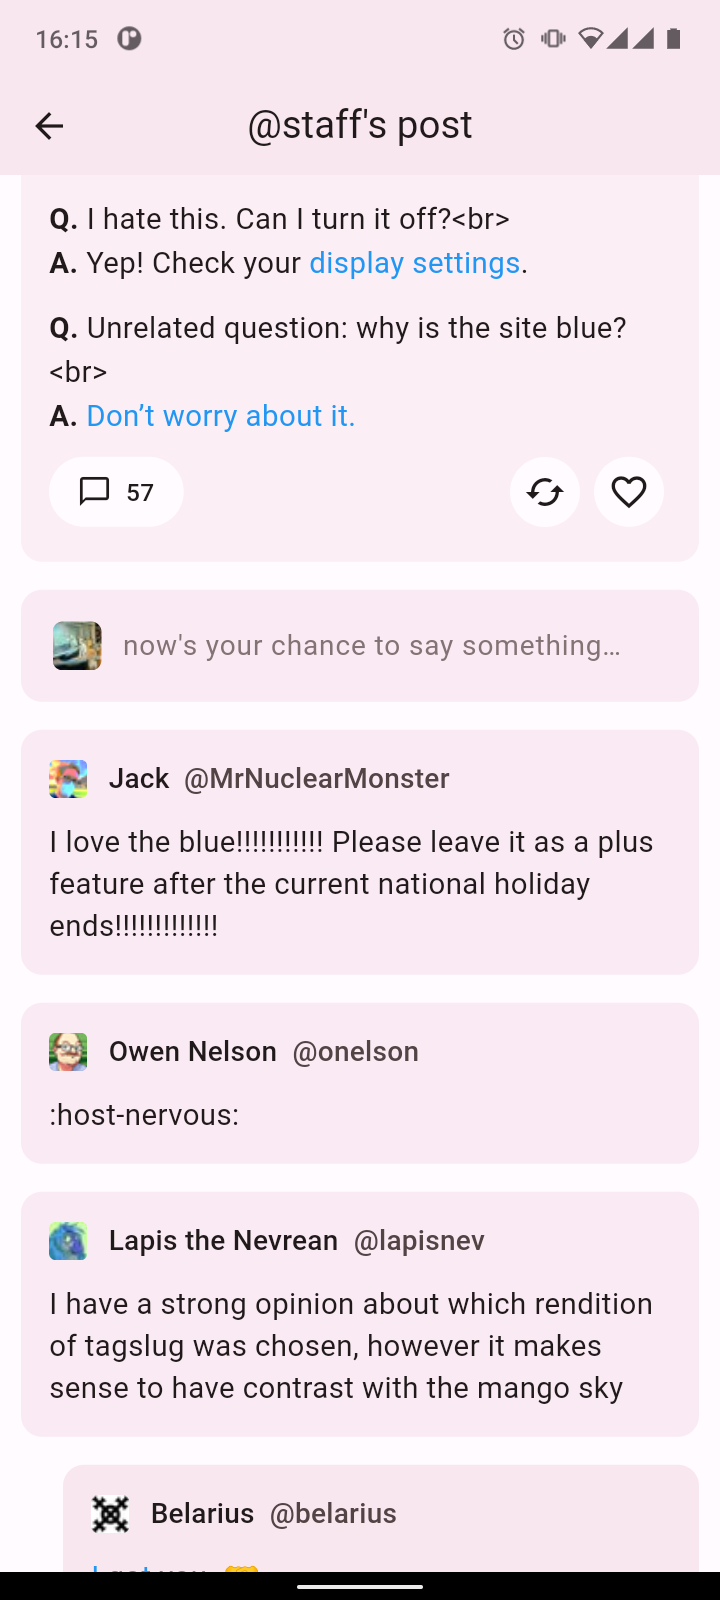 16:15
@staff's post
Q. I hate this. Can I turn it off?<br>
A. Yep! Check your display settings.
Q. Unrelated question: why is the site blue?
<br>
A. Don’t worry about it.
57
now's your chance to say something…
Jack @MrNuclearMonster
I love the blue!!!!!!!!!!! Please leave it as a plus
feature after the current national holiday
ends!!!!!!!!!!!!!
Owen Nelson @onelson
:host-nervous:
Lapis the Nevrean @lapisnev
I have a strong opinion about which rendition
of tagslug was chosen, however it makes
sense to have contrast with the mango sky
Belarius @belarius